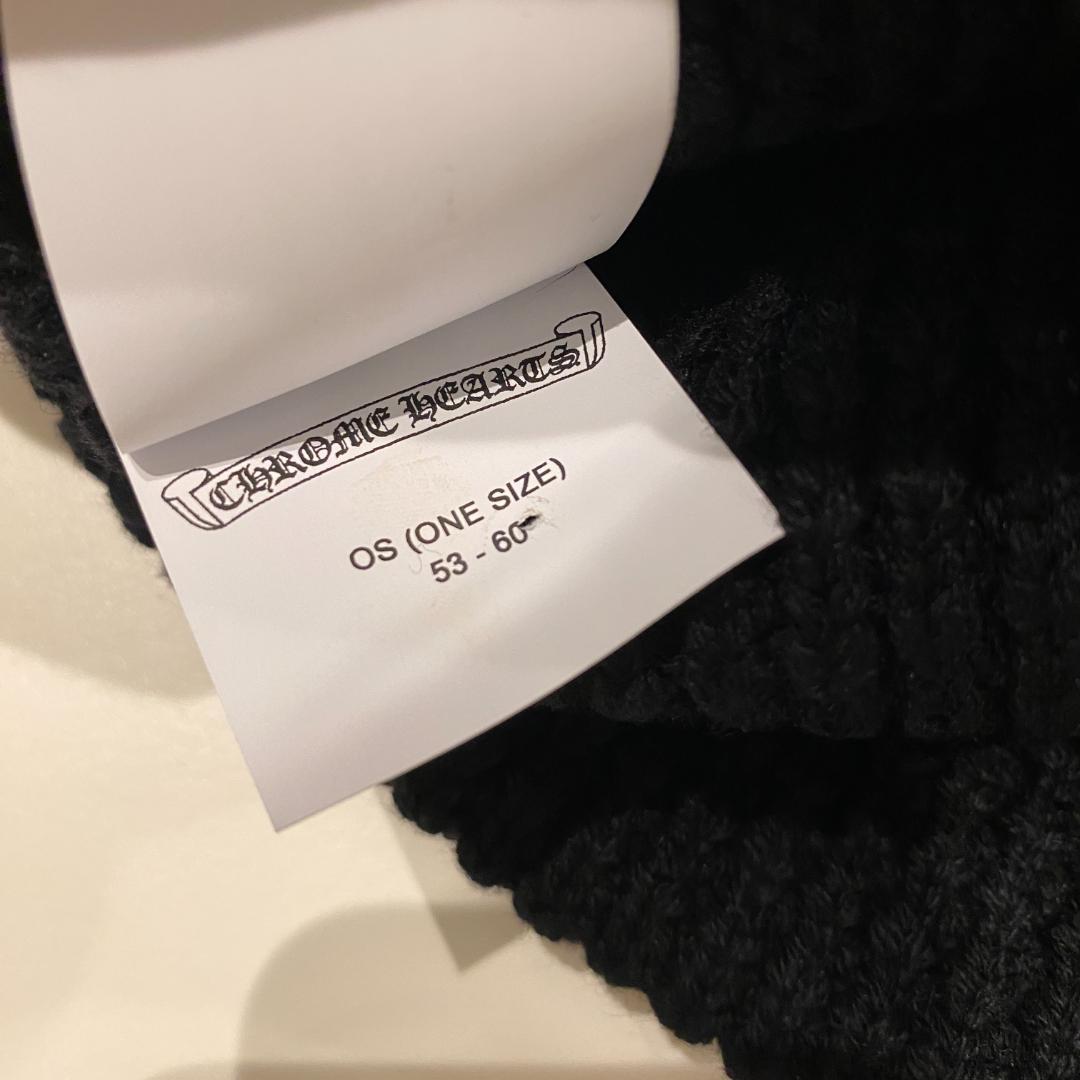 CHROME HEARTS
OS (ONE SIZE)
53 - 60